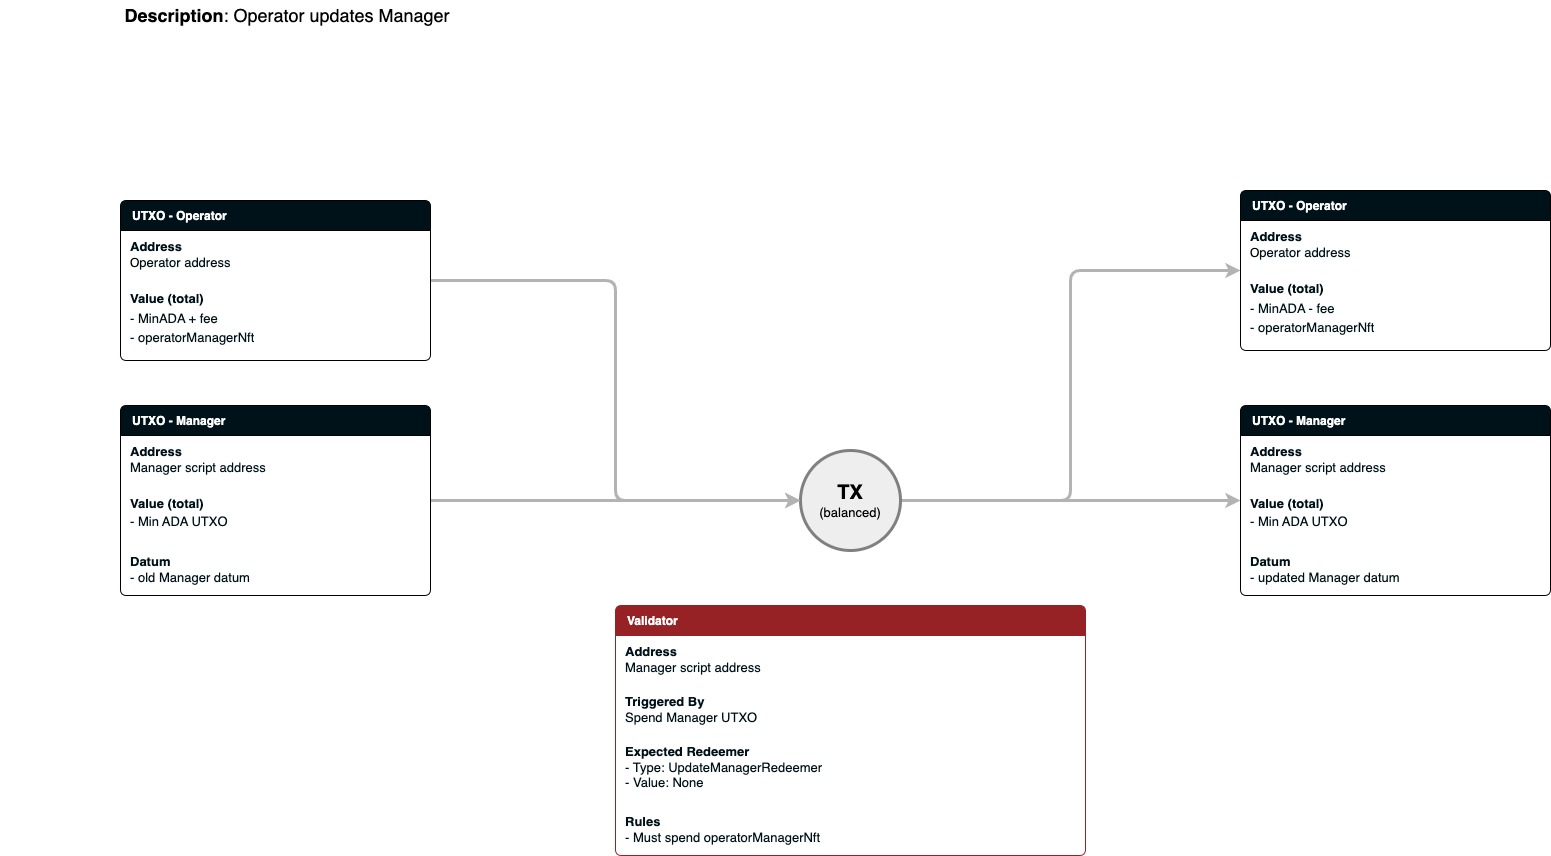 Description: Operator updates Manager
UTXO - Operator
Address
Operator address
Value (total)
- MinADA + fee
- operatorManagerNft
UTXO - Manager
Address
Manager script address
Value (total)
- Min ADA UTXO
Datum
- old Manager datum
TX
(balanced)
UTXO - Operator
Address
Operator address
Value (total)
- MinADA - fee
- operatorManagerNft
UTXO - Manager
Address
Manager script address
Value (total)
- Min ADA UTXO
Datum
- updated Manager datum
Validator
Address
Manager script address
Triggered By
Spend Manager UTXO
Expected Redeemer
- Type: UpdateManagerRedeemer
- Value: None
Rules
- Must spend operatorManagerNft